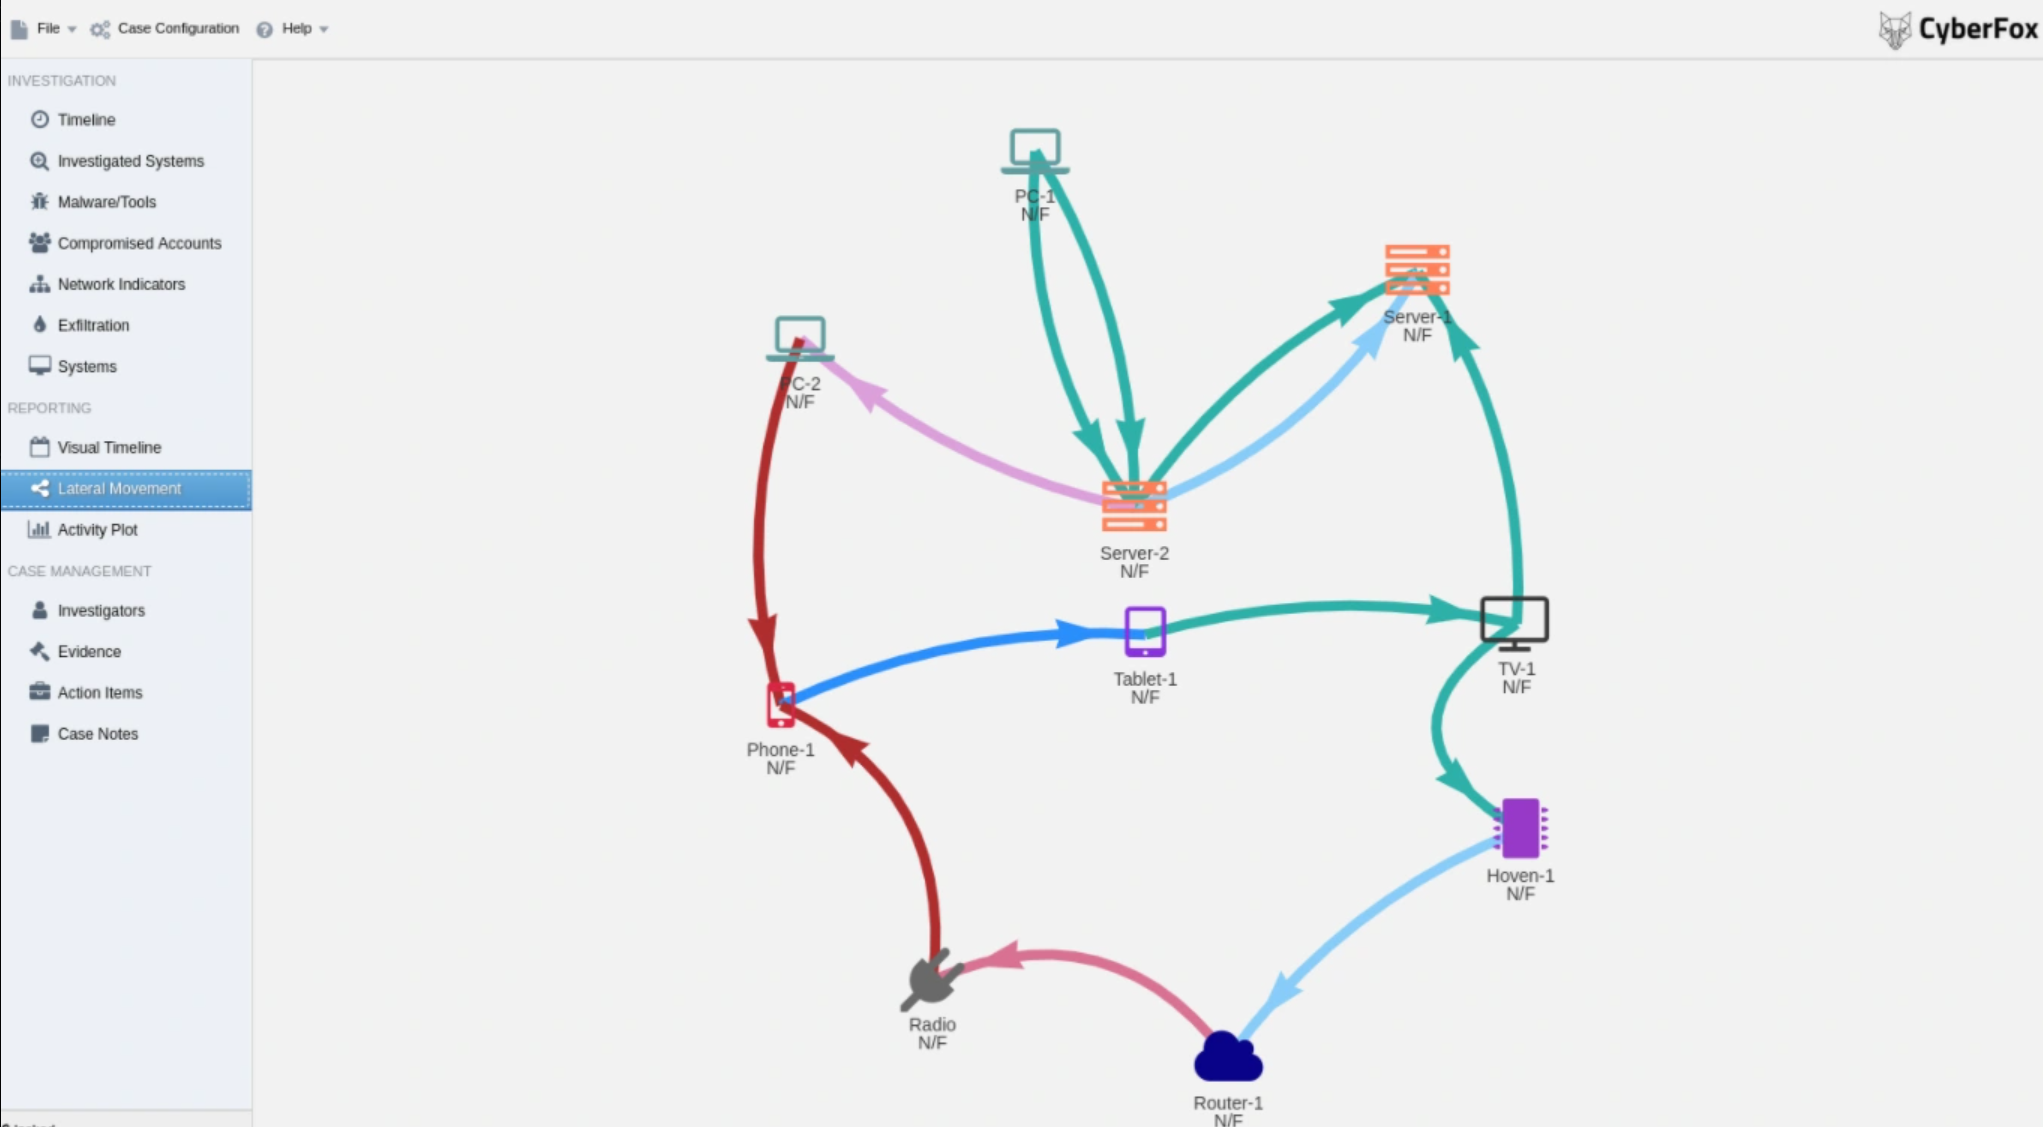 File
Case Configuration
Help
CyberFox
INVESTIGATION
Timeline
Investigated Systems
Malware/Tools
Compromised Accounts
Network Indicators
Exfiltration
Systems
REPORTING
Visual Timeline
Lateral Movement
Activity Plot
CASE MANAGEMENT
Investigators
Evidence
Action Items
Case Notes
PC-1
N/F
Server-1
N/F
PC-2
N/F
Server-2
N/F
Tablet-1
N/F
TV-1
N/F
Phone-1
N/F
Hoven-1
N/F
Radio
N/F
Router-1
N/F